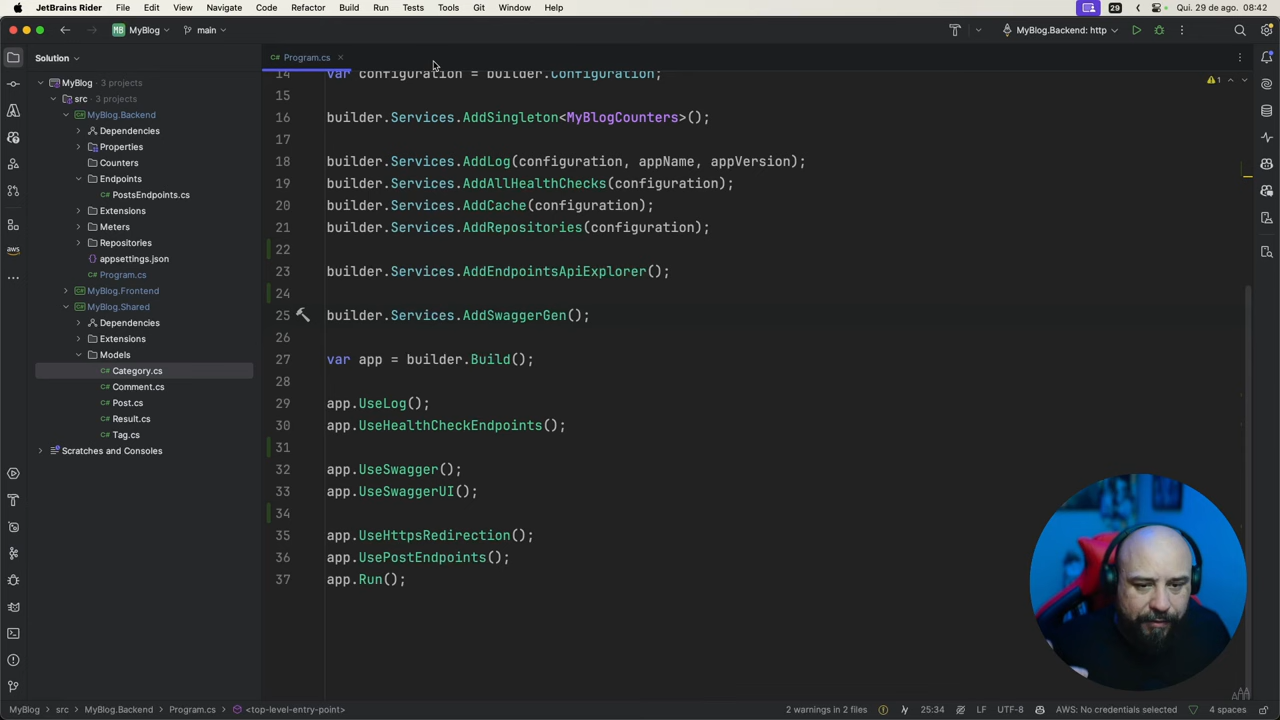 JetBrains Rider File Edit View Navigate Code Refactor Build Run Tests Tools Git Window Help 29 Qui. 29 de ago. 08:42
MB MyBlog main MyBlog.Backend: http
Solution
C# Program.cs
MyBlog 3 projects
src 3 projects
MyBlog.Backend
Dependencies
Properties
Counters
Endpoints
C# PostsEndpoints.cs
Extensions
Meters
Repositories
appsettings.json
C# Program.cs
MyBlog.Frontend
MyBlog.Shared
Dependencies
Extensions
Models
C# Category.cs
C# Comment.cs
C# Post.cs
C# Result.cs
C# Tag.cs
Scratches and Consoles
aws
1
14 var configuration = builder.Configuration;
15
16 builder.Services.AddSingleton<MyBlogCounters>();
17
18 builder.Services.AddLog(configuration, appName, appVersion);
19 builder.Services.AddAllHealthChecks(configuration);
20 builder.Services.AddCache(configuration);
21 builder.Services.AddRepositories(configuration);
22
23 builder.Services.AddEndpointsApiExplorer();
24
25 builder.Services.AddSwaggerGen();
26
27 var app = builder.Build();
28
29 app.UseLog();
30 app.UseHealthCheckEndpoints();
31
32 app.UseSwagger();
33 app.UseSwaggerUI();
34
35 app.UseHttpsRedirection();
36 app.UsePostEndpoints();
37 app.Run();
MyBlog src MyBlog.Backend Program.cs <top-level-entry-point> 2 warnings in 2 files 25:34 LF UTF-8 AWS: No credentials selected 4 spaces